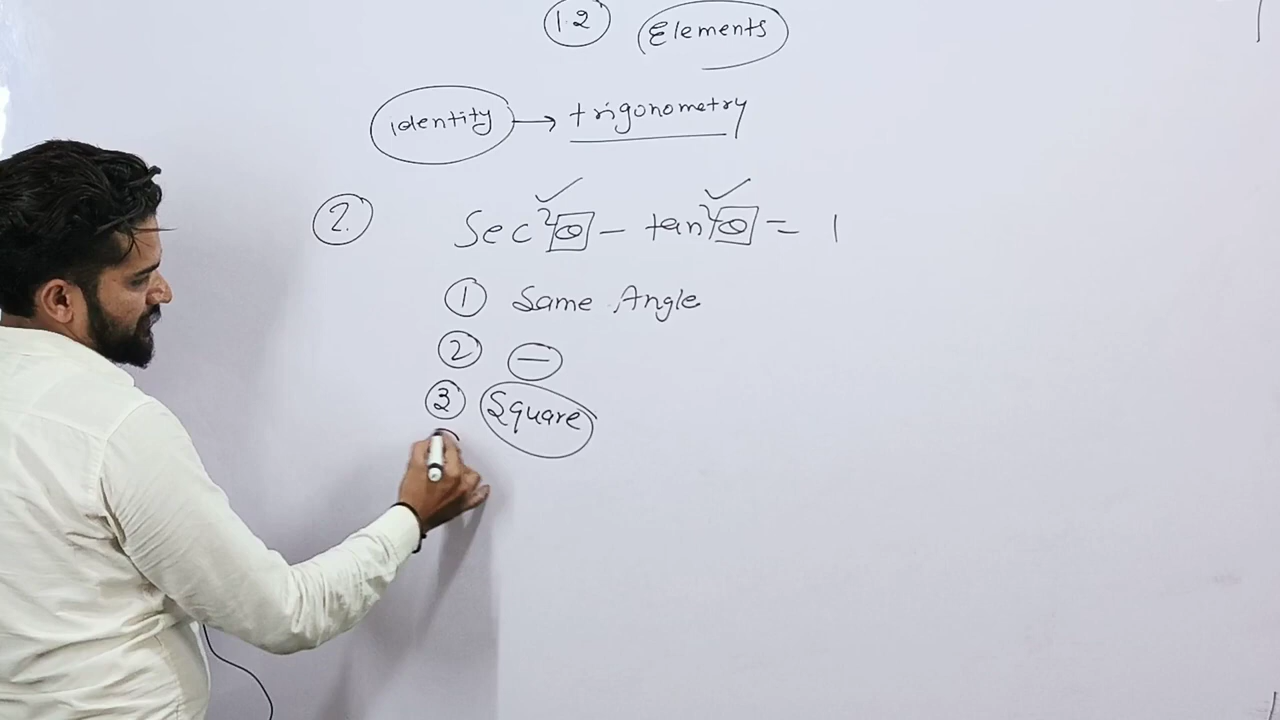 1.2 Elements
identity → trigonometry
2. Sec²θ - tan²θ = 1
1 Same Angle
2 -
3 Square